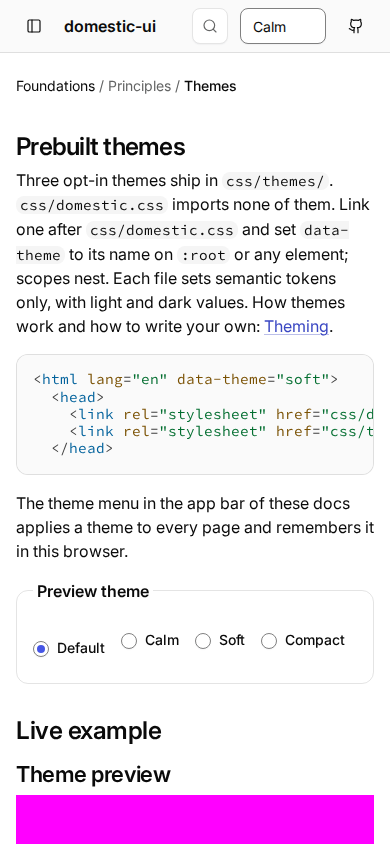 domestic-ui
Calm
Foundations / Principles / Themes
Prebuilt themes
Three opt-in themes ship in css/themes/.
css/domestic.css imports none of them. Link
one after css/domestic.css and set data-
theme to its name on :root or any element;
scopes nest. Each file sets semantic tokens
only, with light and dark values. How themes
work and how to write your own: Theming.
<html lang="en" data-theme="soft">
<head>
<link rel="stylesheet" href="css/d
<link rel="stylesheet" href="css/t
</head>
The theme menu in the app bar of these docs
applies a theme to every page and remembers it
in this browser.
Preview theme
Default Calm Soft Compact
Live example
Theme preview